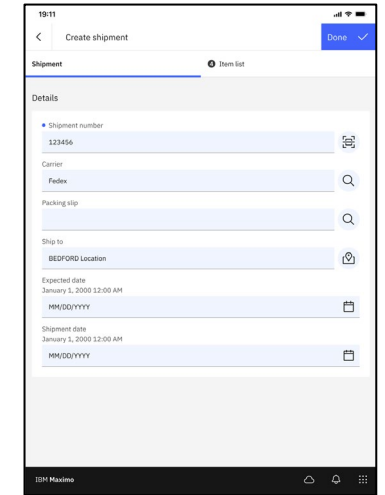 19:11
Create shipment
Done
Shipment
4 Item list
Details
Shipment number
123456
Carrier
Fedex
Packing slip
Ship to
BEDFORD Location
Expected date
January 1, 2000 12:00 AM
MM/DD/YYYY
Shipment date
January 1, 2000 12:00 AM
MM/DD/YYYY
IBM Maximo